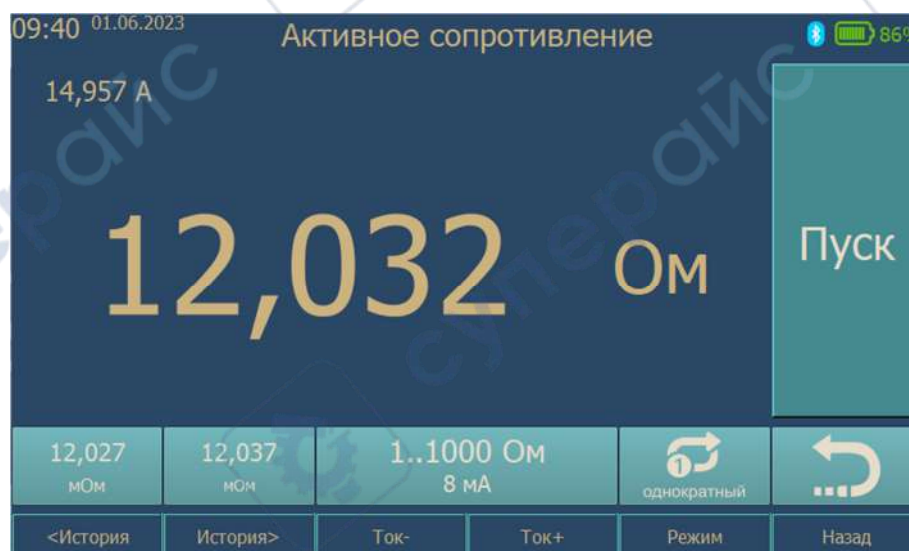 09:40 01.06.2023 Активное сопротивление 86%
14,957 А
12,032 Ом
Пуск
12,027 12,037 1..1000 Ом
мОм мОм 8 мА однократный
<История История> Ток- Ток+ Режим Назад
суперайс